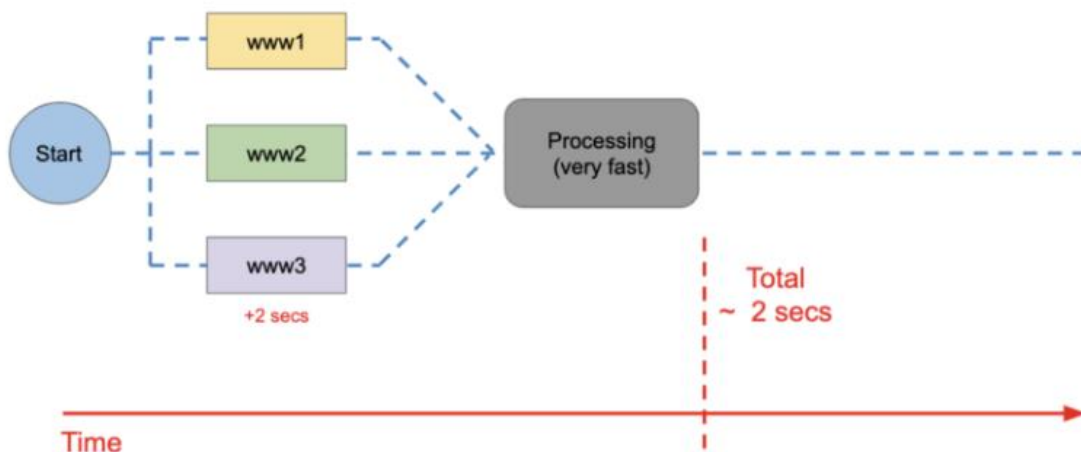 www1
Start
www2
Processing
(very fast)
www3
+2 secs
Total
~ 2 secs
Time